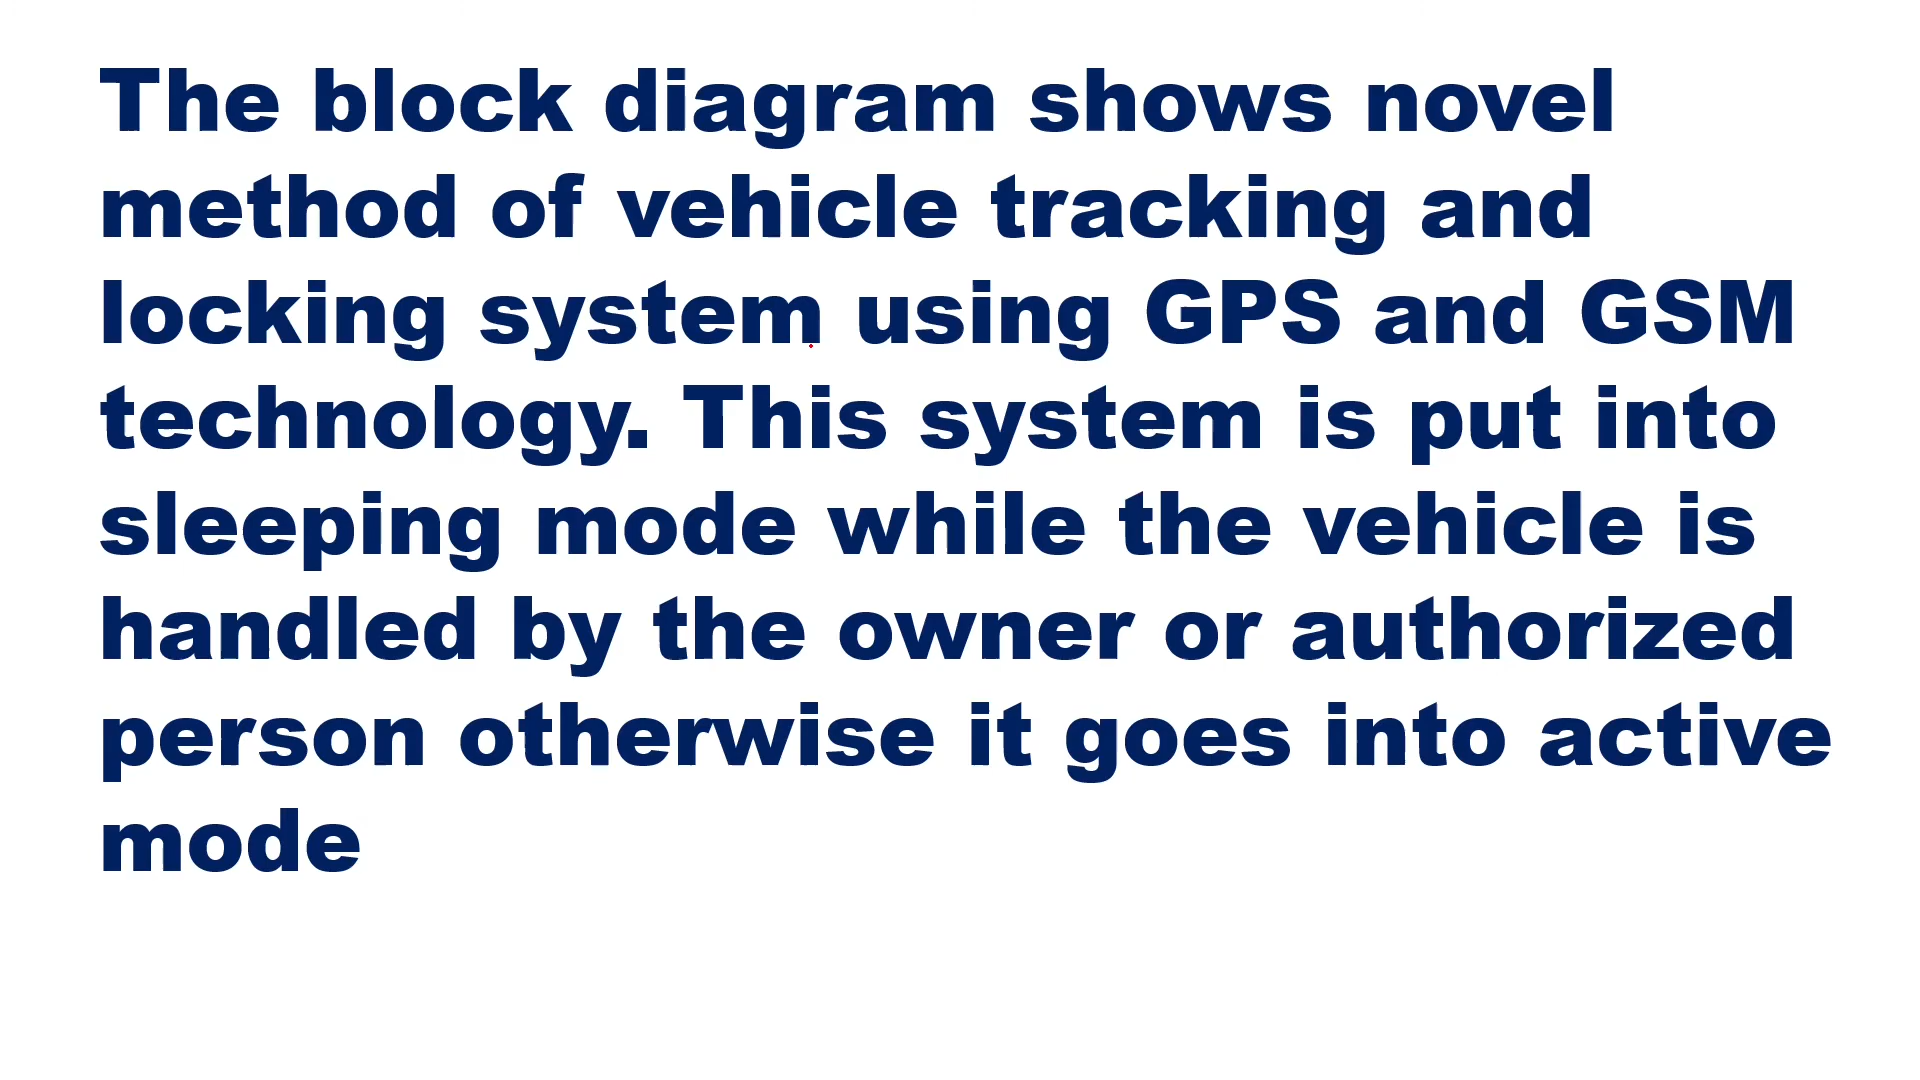 The block diagram shows novel
method of vehicle tracking and
locking system using GPS and GSM
technology. This system is put into
sleeping mode while the vehicle is
handled by the owner or authorized
person otherwise it goes into active
mode